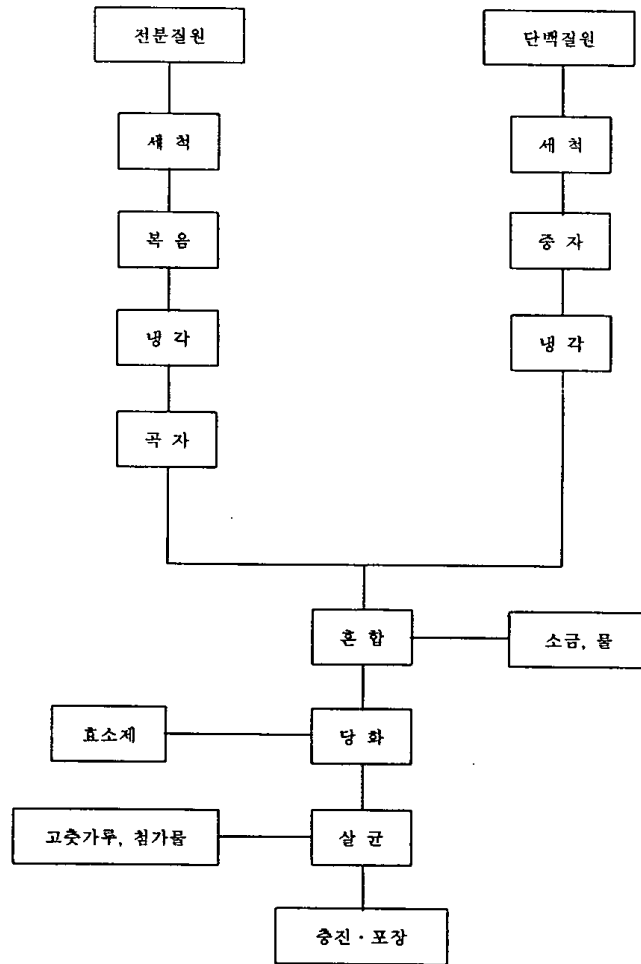 전분질원
단백질원
세 척
세 척
복 음
증 자
냉 각
냉 각
곡 자
혼 합
소금, 물
효소제
당 화
고춧가루, 첨가물
살 균
충진 · 포장